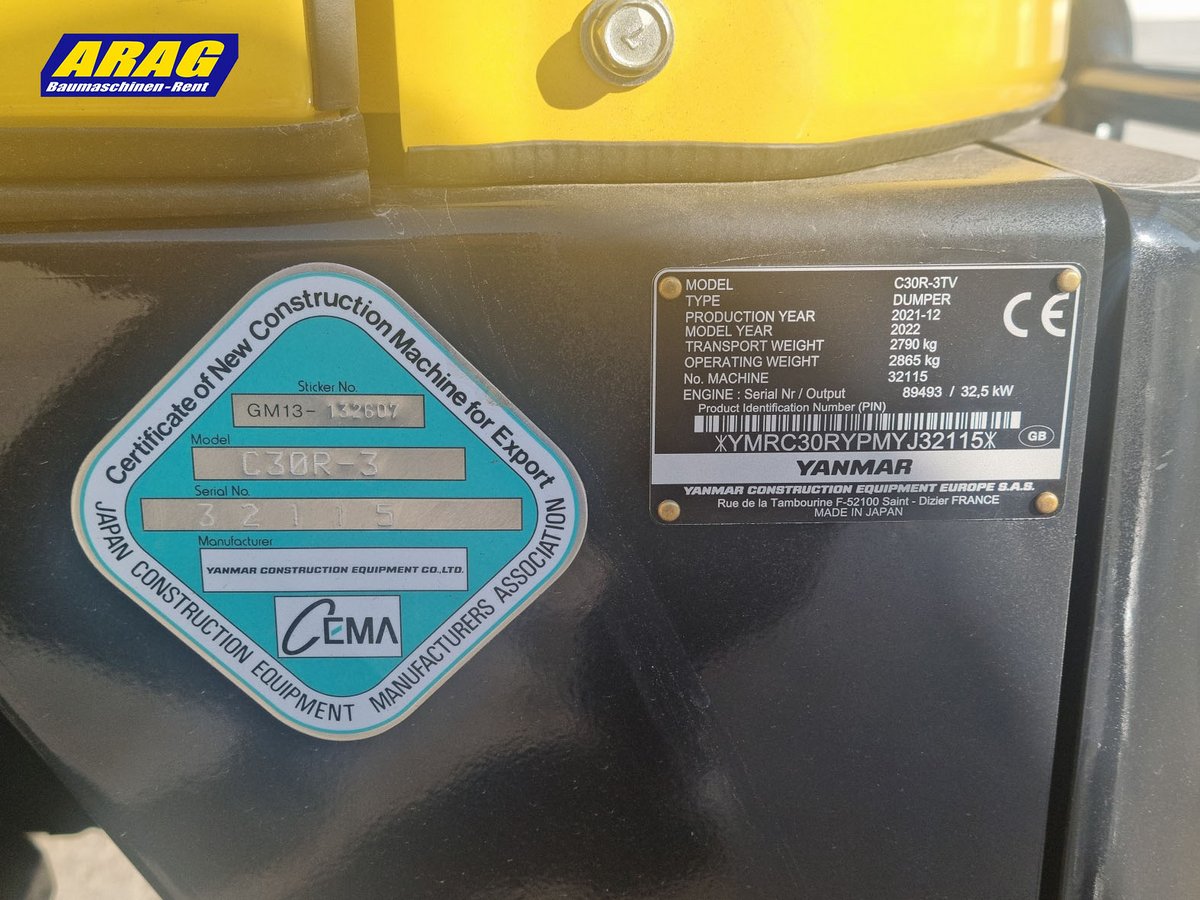 ARAG
Baumaschinen-Rent
Certificate of New Construction Machine for Export
Sticker No.
GM13-132607
Model
C30R-3
Serial No.
32115
Manufacturer
YANMAR CONSTRUCTION EQUIPMENT CO.,LTD.
CEMA
JAPAN CONSTRUCTION EQUIPMENT MANUFACTURERS ASSOCIATION
MODEL C30R-3TV
TYPE DUMPER
PRODUCTION YEAR 2021-12
MODEL YEAR 2022
TRANSPORT WEIGHT 2790 kg
OPERATING WEIGHT 2865 kg
No. MACHINE 32115
ENGINE : Serial Nr / Output 89493 / 32,5 kW
CE
Product Identification Number (PIN)
*YMRC30RYPMYJ32115*
GB
YANMAR
YANMAR CONSTRUCTION EQUIPMENT EUROPE S.A.S.
Rue de la Tambourine F-52100 Saint - Dizier FRANCE
MADE IN JAPAN